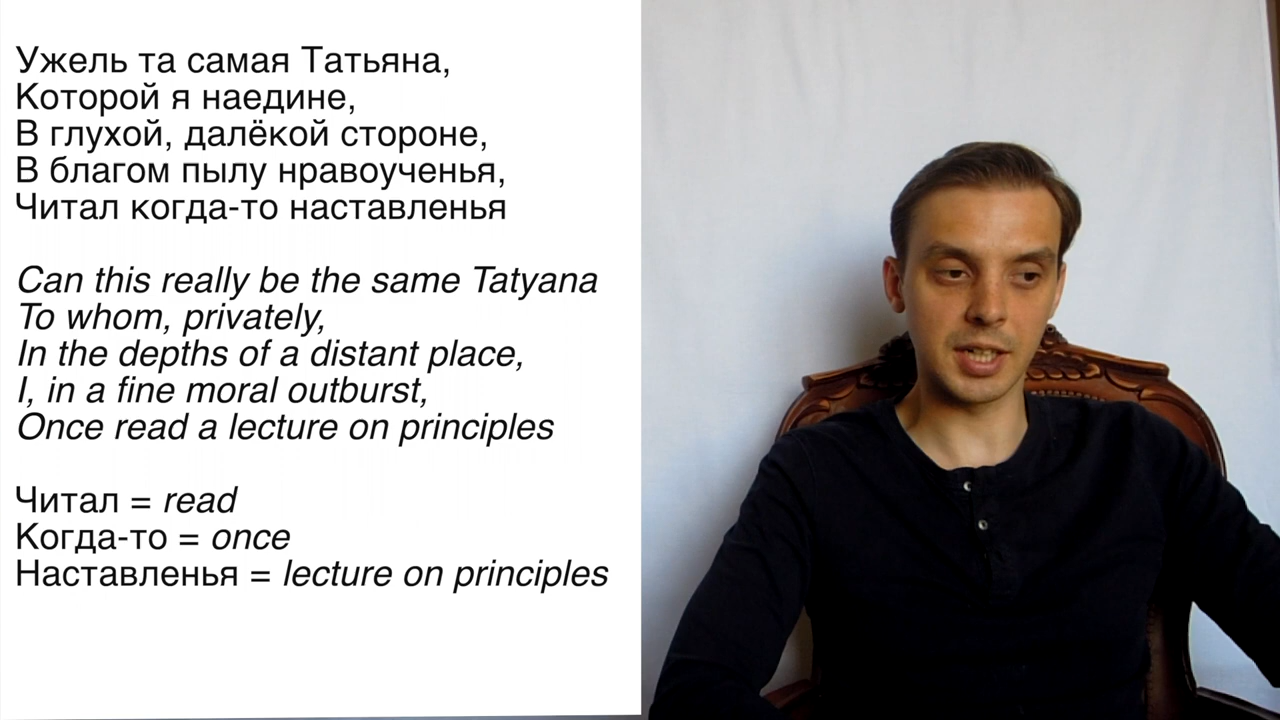 Ужель та самая Татьяна,
Которой я наедине,
В глухой, далёкой стороне,
В благом пылу нравоученья,
Читал когда-то наставленья
Can this really be the same Tatyana
To whom, privately,
In the depths of a distant place,
I, in a fine moral outburst,
Once read a lecture on principles
Читал = read
Когда-то = once
Наставленья = lecture on principles